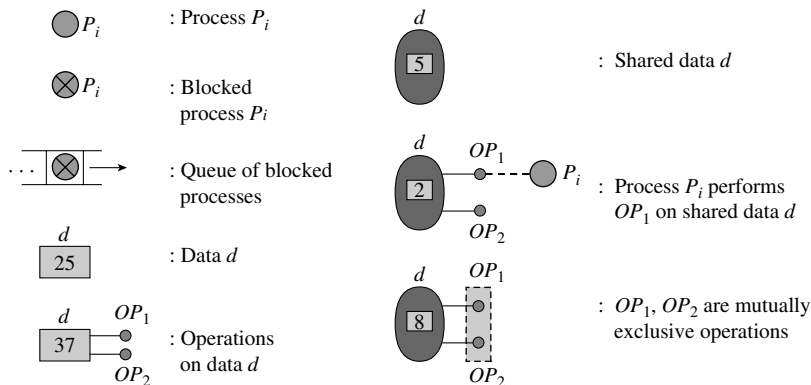 P_i : Process P_i
P_i : Blocked
process P_i
. . . : Queue of blocked
processes
d
25 : Data d
d
37
OP_1
OP_2
: Operations
on data d
d
5 : Shared data d
d
2
OP_1
P_i
OP_2
: Process P_i performs
OP_1 on shared data d
d
8
OP_1
OP_2
: OP_1, OP_2 are mutually
exclusive operations